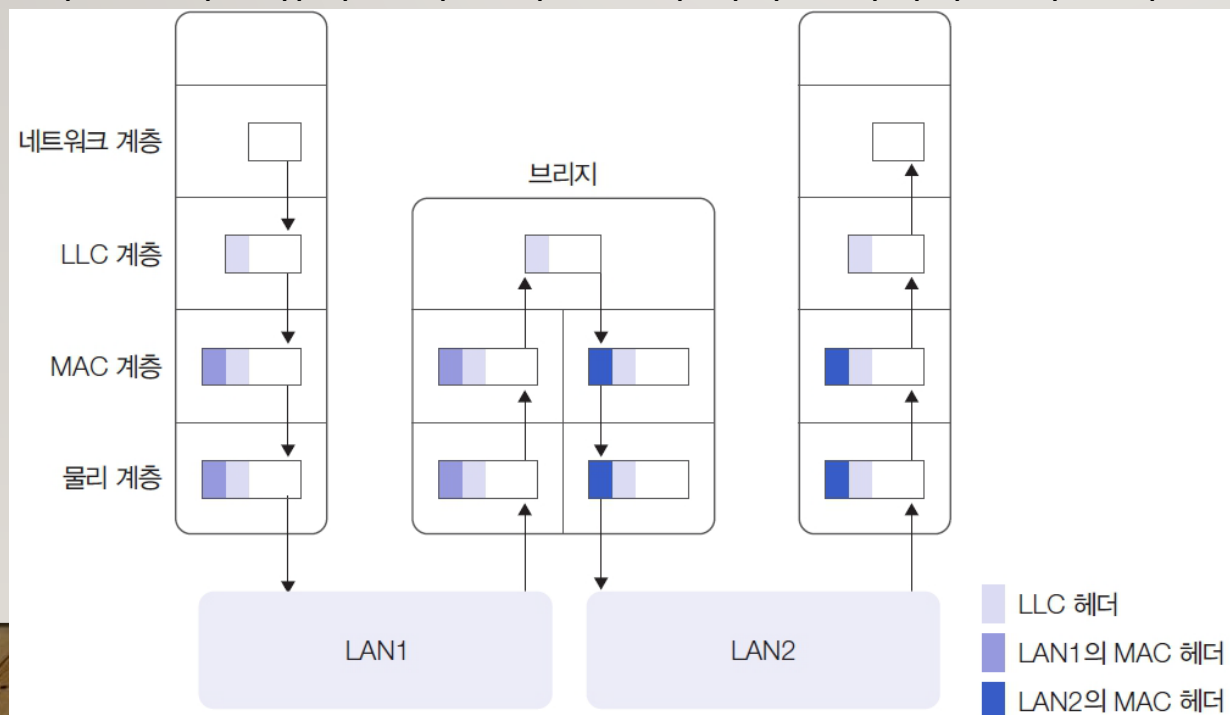 브리지
네트워크 계층
LLC 계층
MAC 계층
물리 계층
LAN1
LAN2
LLC 헤더
LAN1의 MAC 헤더
LAN2의 MAC 헤더